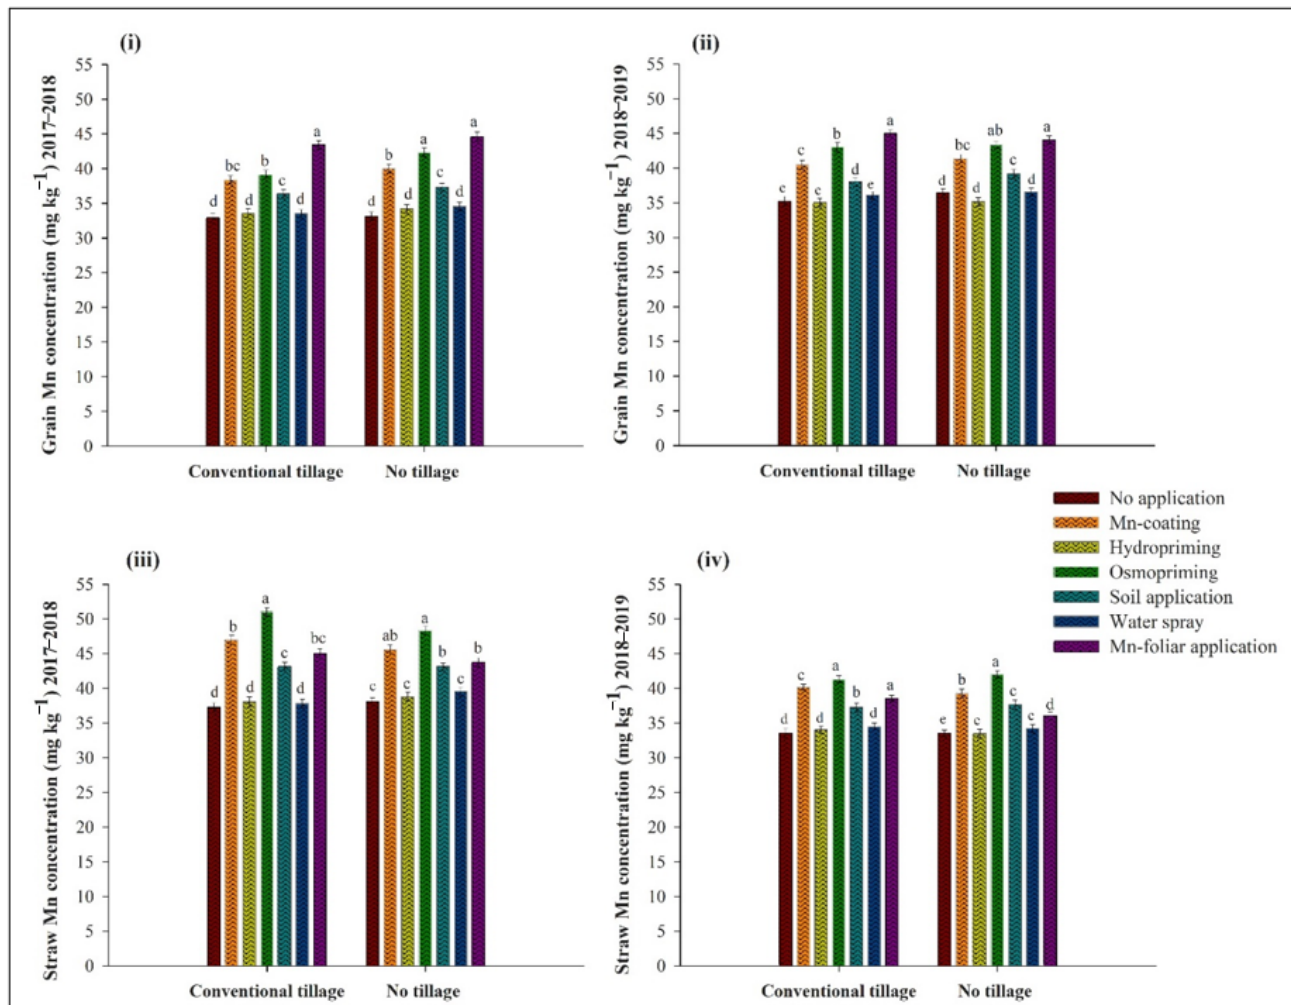 (i)
Grain Mn concentration (mg kg⁻¹) 2017–2018
55
50
45
40
35
30
25
20
15
10
5
0
d bc d b c d a
d b d a c d a
Conventional tillage No tillage
(ii)
Grain Mn concentration (mg kg⁻¹) 2018–2019
55
50
45
40
35
30
25
20
15
10
5
0
e c e b d e a
d bc d ab c d a
Conventional tillage No tillage
No application
Mn-coating
Hydropriming
Osmopriming
Soil application
Water spray
Mn-foliar application
(iii)
Straw Mn concentration (mg kg⁻¹) 2017–2018
55
50
45
40
35
30
25
20
15
10
5
0
d b d a c d bc
c ab c a b c b
Conventional tillage No tillage
(iv)
Straw Mn concentration (mg kg⁻¹) 2018–2019
55
50
45
40
35
30
25
20
15
10
5
0
d c d a b d a
e b c a c c d
Conventional tillage No tillage